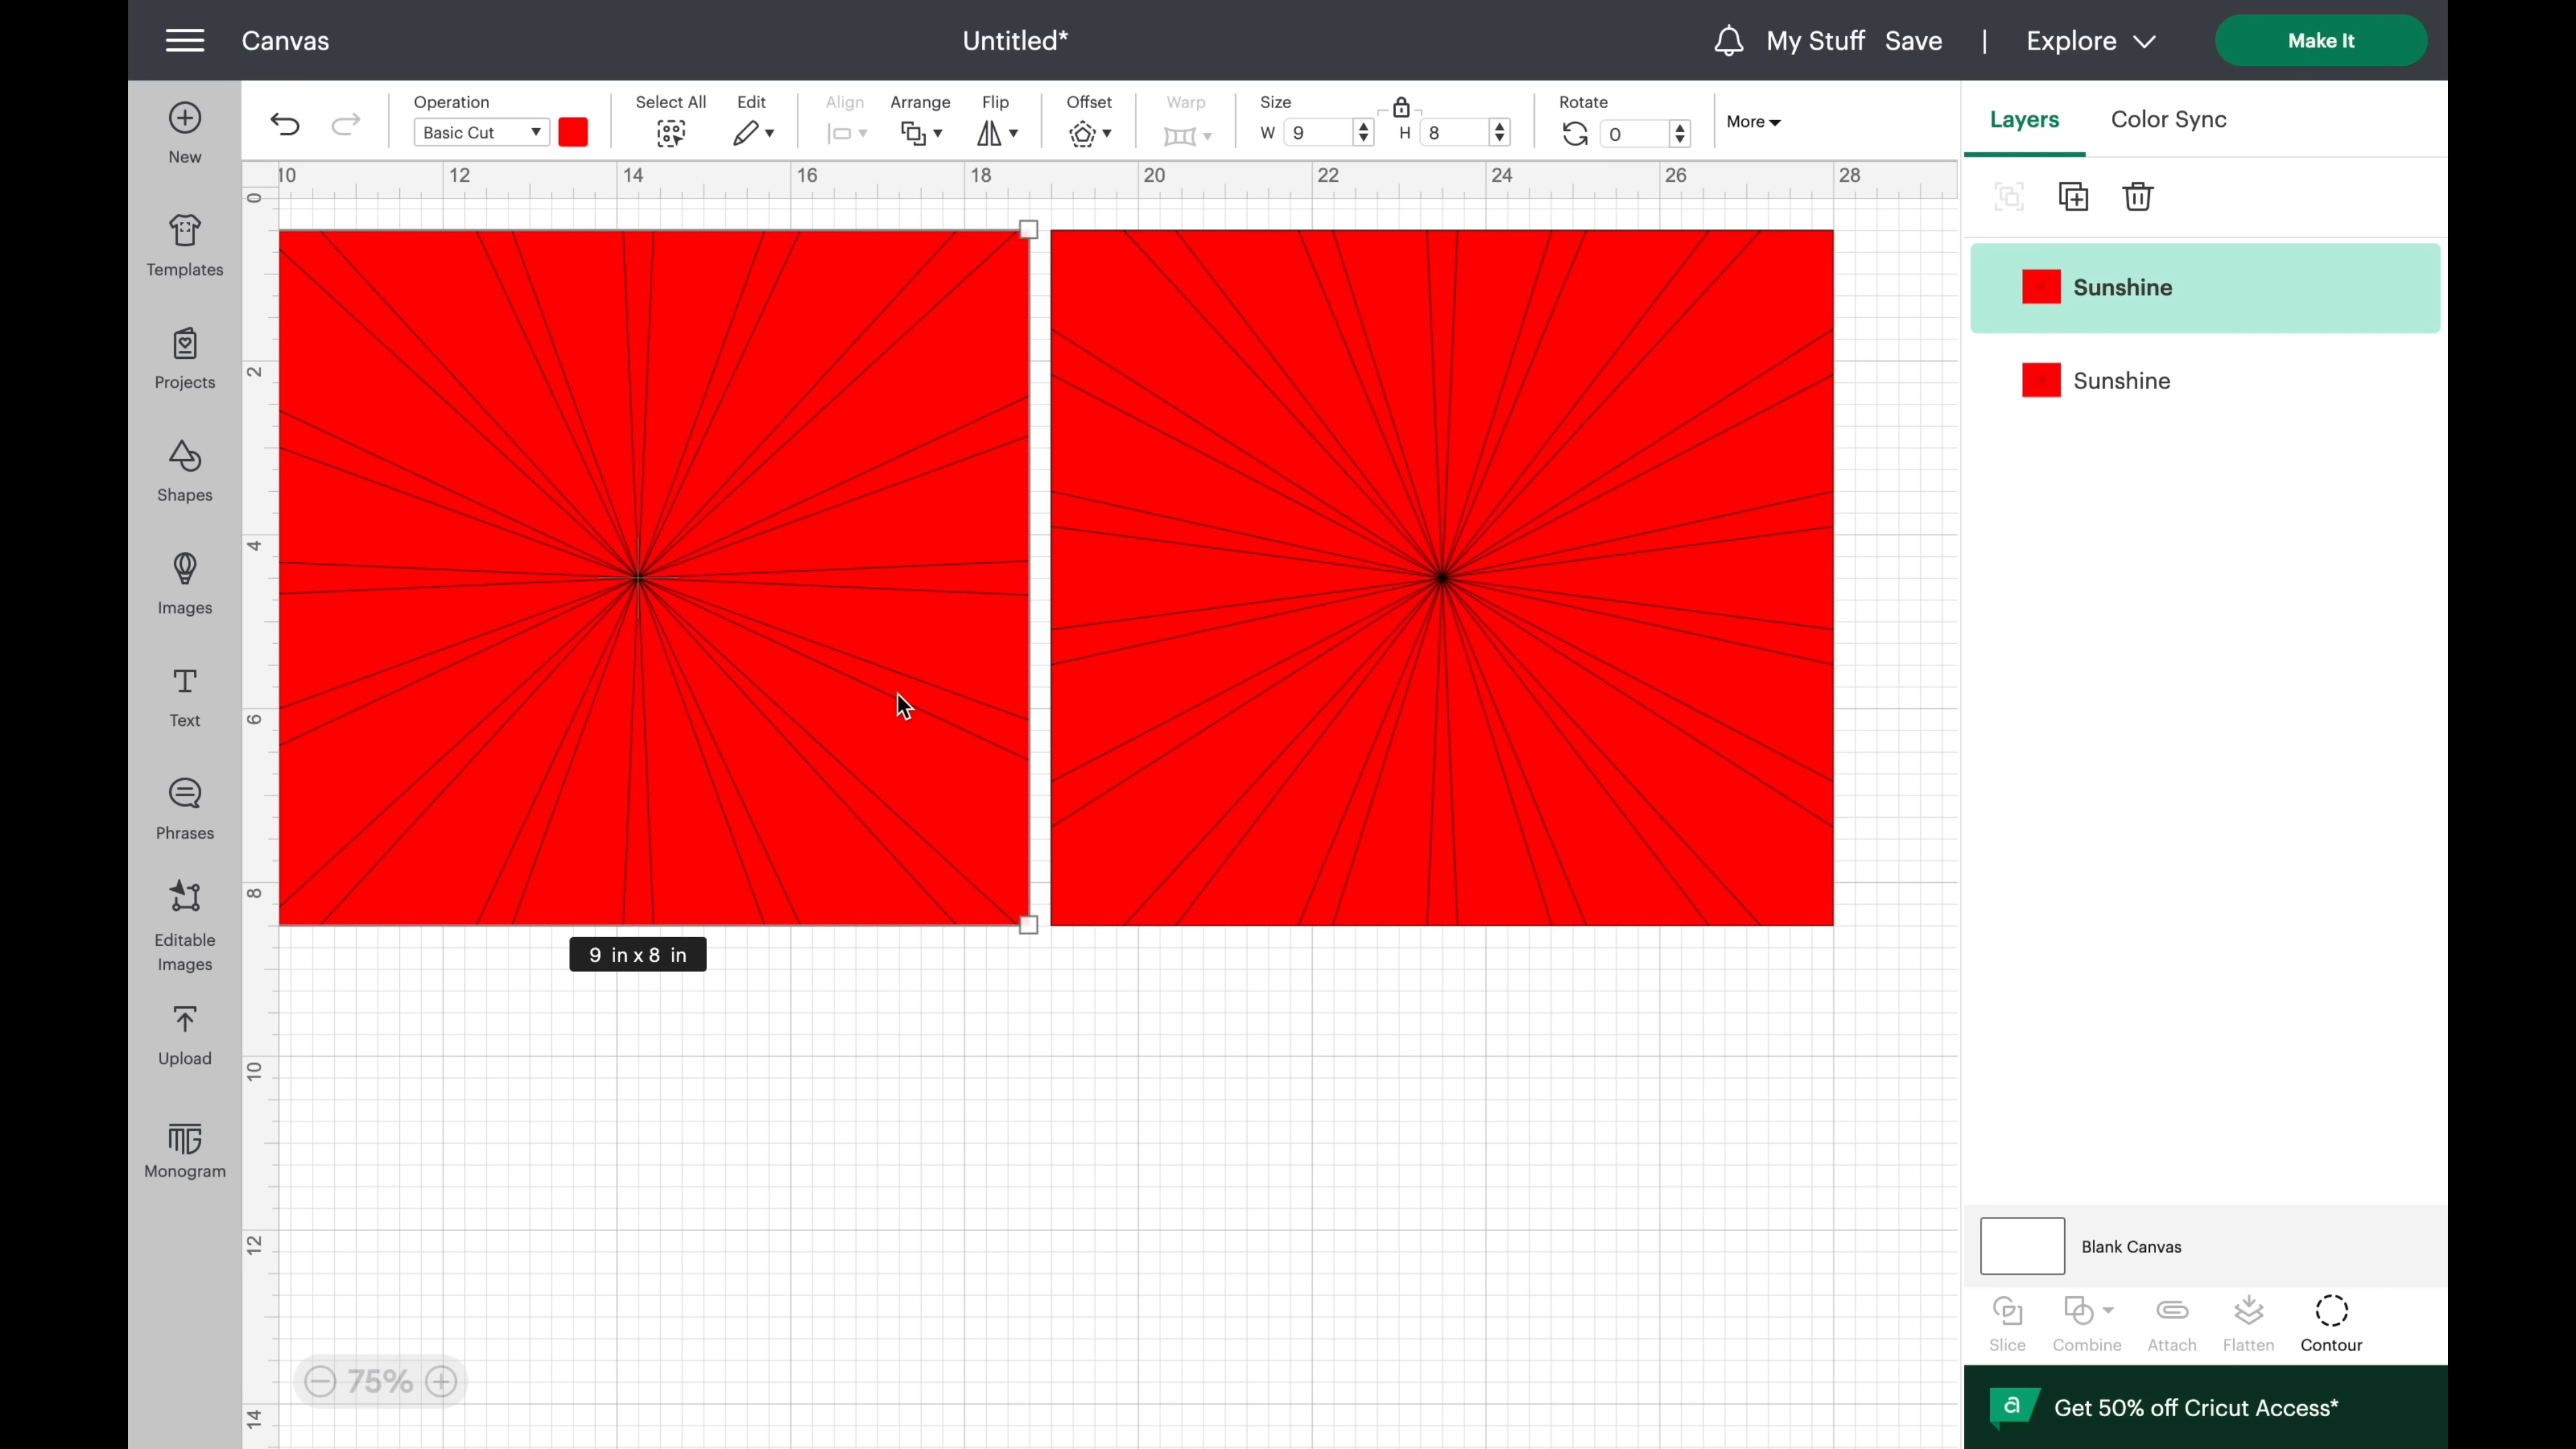 Canvas
Untitled*
My Stuff Save | Explore
Make It
New
Templates
Projects
Shapes
Images
Text
Phrases
Editable
Images
Upload
Monogram
Operation
Basic Cut
Select All
Edit
Align
Arrange
Flip
Offset
Warp
Size
W 9
H 8
Rotate
0
More
10 12 14 16 18 20 22 24 26 28
0
2
4
6
8
10
12
14
9 in x 8 in
75%
Layers
Color Sync
Sunshine
Sunshine
Blank Canvas
Slice
Combine
Attach
Flatten
Contour
a
Get 50% off Cricut Access*